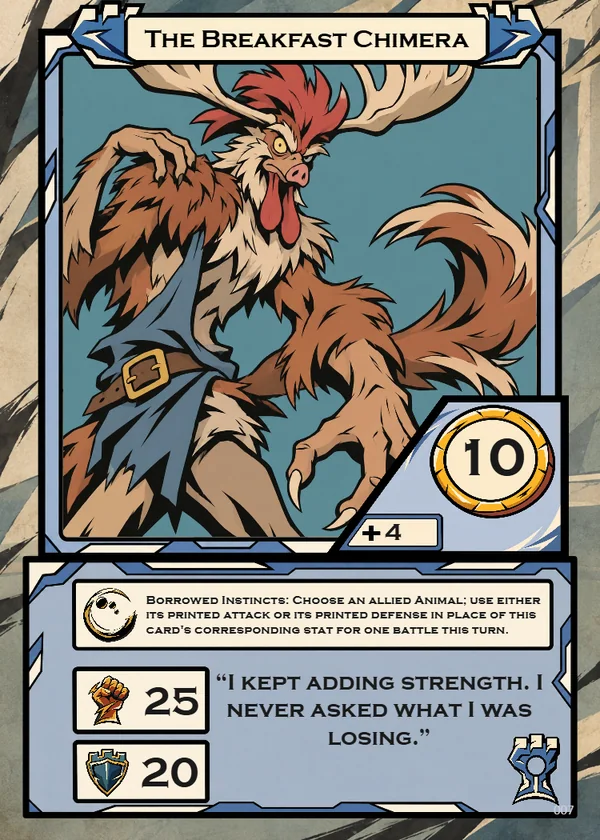 The Breakfast Chimera
10
+4
Borrowed Instincts: Choose an allied Animal; use either
its printed attack or its printed defense in place of this
card's corresponding stat for one battle this turn.
25
“I kept adding strength. I
never asked what I was
losing.”
20
007